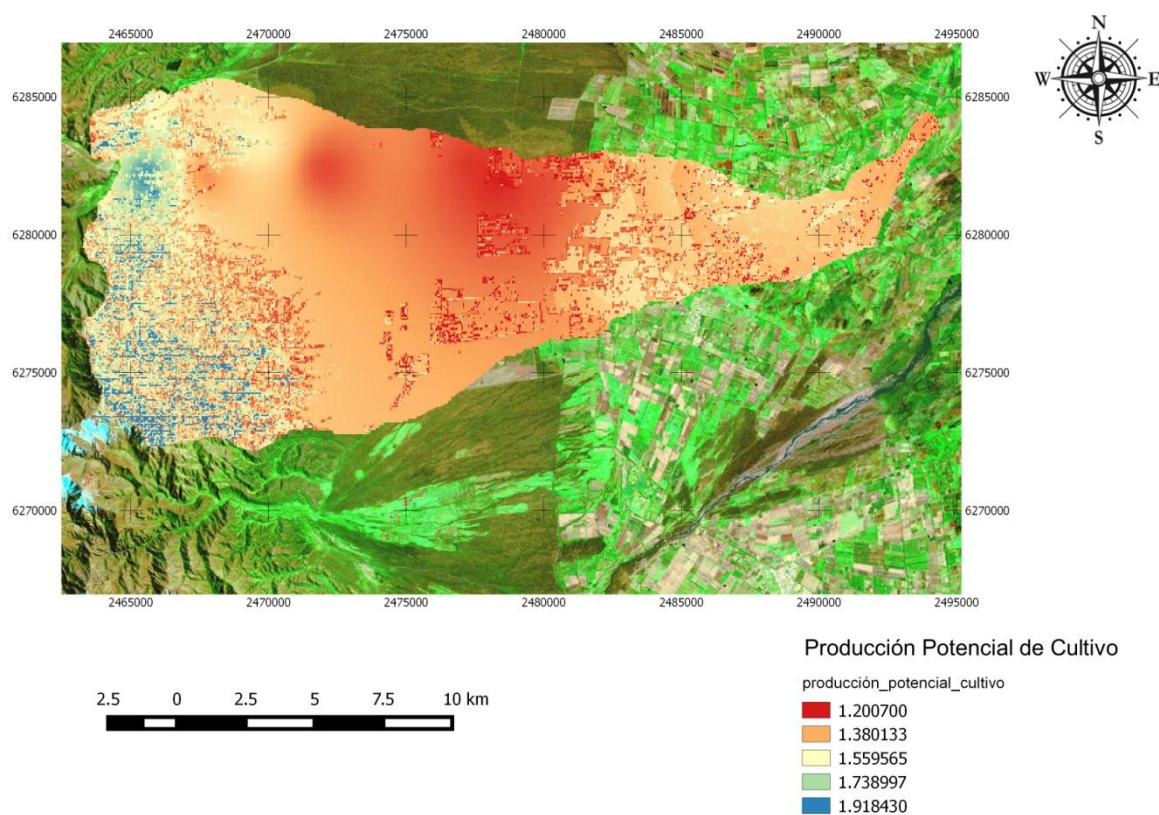 2465000 2470000 2475000 2480000 2485000 2490000 2495000
N
W E
S
6285000 6285000
6280000 6280000
6275000 6275000
6270000 6270000
2465000 2470000 2475000 2480000 2485000 2490000 2495000
Producción Potencial de Cultivo
producción_potencial_cultivo
2.5 0 2.5 5 7.5 10 km
1.200700
1.380133
1.559565
1.738997
1.918430